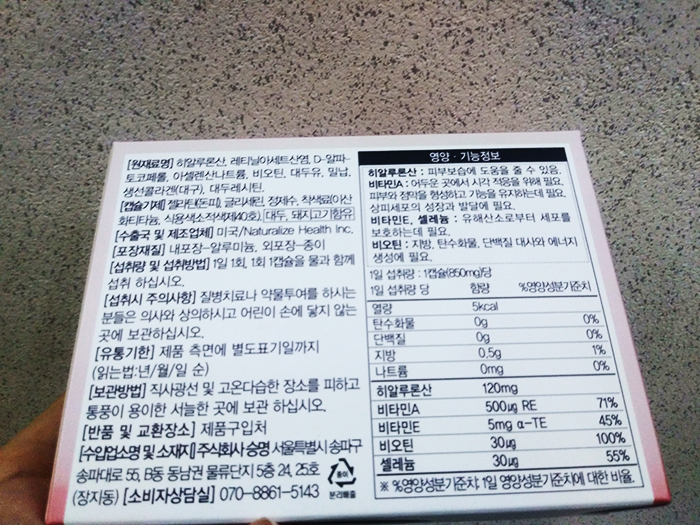 [원재료명] 히알루론산, 레티닐아세트산염, D-알파-
토코페롤, 아셀렌산나트륨, 비오틴, 대두유, 밀납,
생선콜라겐(대구), 대두레시틴.
[캡슐기제] 젤라틴(돈피), 글리세린, 정제수, 착색료(이산
화티타늄, 식용색소적색제40호), 대두, 돼지고기함유
[수출국 및 제조업체] 미국/Naturalize Health Inc.
[포장재질] 내포장-알루미늄, 외포장-종이
[섭취량 및 섭취방법] 1일 1회, 1회 1캡슐을 물과 함께
섭취 하십시오.
[섭취시 주의사항] 질병치료나 약물투여를 하시는
분들은 의사와 상의하시고 어린이 손에 닿지 않는
곳에 보관하십시오.
[유통기한] 제품 측면에 별도표기일까지
(읽는법:년/월/일 순)
[보관방법] 직사광선 및 고온다습한 장소를 피하고
통풍이 용이한 서늘한 곳에 보관 하십시오.
[반품 및 교환장소] 제품구입처
[수입업소명 및 소재지] 주식회사 승명 서울특별시 송파구
송파대로 55, B동 동남권 물류단지 5층 24, 25호
(장지동) [소비자상담실] 070-8861-5143
종이
분리배출
영양·기능정보
히알루론산 : 피부보습에 도움을 줄 수 있음.
비타민A : 어두운 곳에서 시각 적응을 위해 필요.
피부와 점막을 형성하고 기능을 유지하는데 필요.
상피세포의 성장과 발달에 필요.
비타민E, 셀레늄 : 유해산소로부터 세포를
보호하는데 필요.
비오틴 : 지방, 탄수화물, 단백질 대사와 에너지
생성에 필요.
1일 섭취량 : 1캡슐(850mg)당
1일 섭취량 당 함량 %영양성분기준치
열량 5kcal
탄수화물 0g 0%
단백질 0g 0%
지방 0.5g 1%
나트륨 0mg 0%
히알루론산 120mg
비타민A 500㎍ RE 71%
비타민E 5mg α-TE 45%
비오틴 30㎍ 100%
셀레늄 30㎍ 55%
※ %영양성분기준치: 1일 영양성분기준치에 대한 비율.